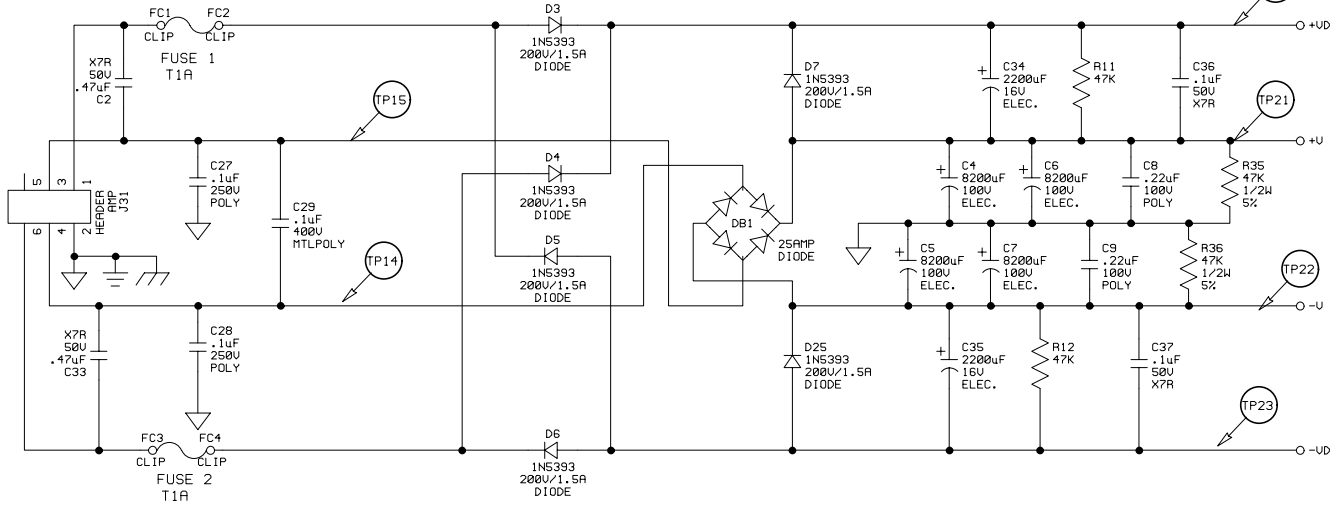 FC1
CLIP
FC2
CLIP
FUSE 1
T1A
X7R
50V
.47uF
C2
TP15
C27
.1uF
250V
POLY
C29
.1uF
400V
MTLPOLY
5
3
1
6
4
2
HEADER
AMP
J31
TP14
X7R
50V
.47uF
C33
C28
.1uF
250V
POLY
FC3
CLIP
FC4
CLIP
FUSE 2
T1A
D3
1N5393
200V/1.5A
DIODE
D4
1N5393
200V/1.5A
DIODE
D5
1N5393
200V/1.5A
DIODE
D6
1N5393
200V/1.5A
DIODE
DB1
25AMP
DIODE
D7
1N5393
200V/1.5A
DIODE
D25
1N5393
200V/1.5A
DIODE
+
C34
2200uF
16V
ELEC.
R11
47K
C36
.1uF
50V
X7R
+VD
TP21
+V
+
C4
8200uF
100V
ELEC.
+
C6
8200uF
100V
ELEC.
C8
.22uF
100V
POLY
R35
47K
1/2W
5%
+
C5
8200uF
100V
ELEC.
+
C7
8200uF
100V
ELEC.
C9
.22uF
100V
POLY
R36
47K
1/2W
5%
TP22
-V
+
C35
2200uF
16V
ELEC.
R12
47K
C37
.1uF
50V
X7R
TP23
-VD